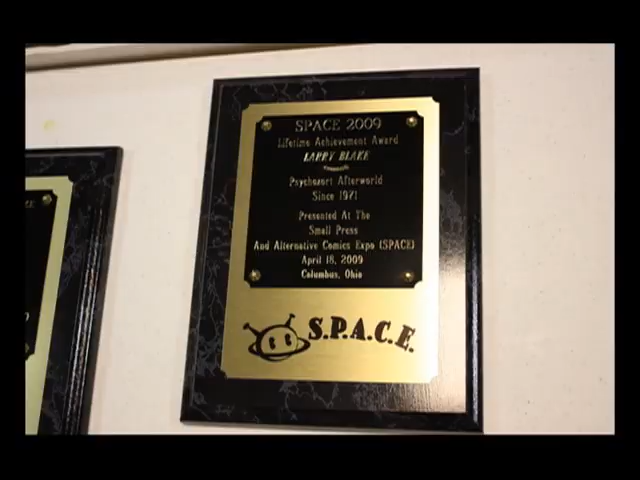 SPACE 2009
Lifetime Achievement Award
LARRY BLAKE
Psychosort Afterworld
Since 1971
Presented At The
Small Press
And Alternative Comics Expo (SPACE)
April 18, 2009
Columbus, Ohio
S.P.A.C.E.